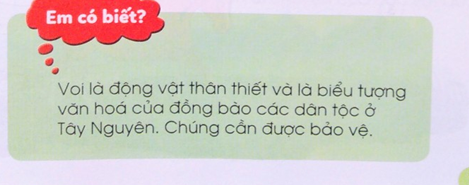 Em có biết?
Voi là động vật thân thiết và là biểu tượng
văn hoá của đồng bào các dân tộc ở
Tây Nguyên. Chúng cần được bảo vệ.